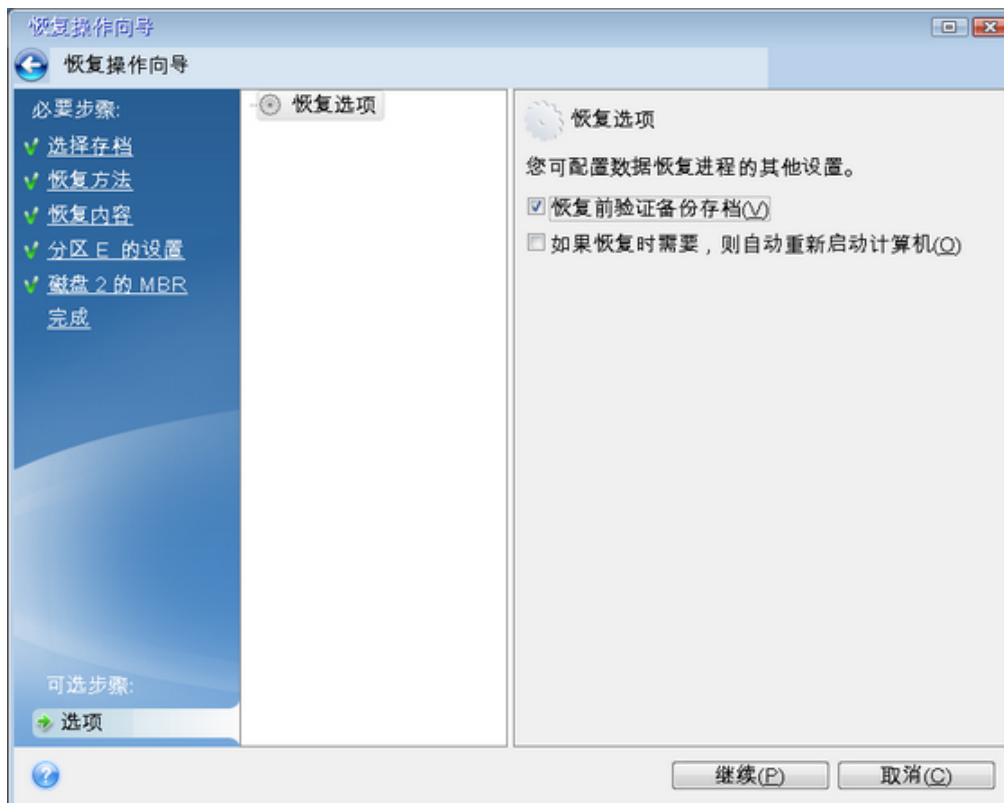 恢复操作向导
恢复操作向导
必要步骤:
选择存档
恢复方法
恢复内容
分区 E 的设置
磁盘 2 的 MBR
完成
可选步骤:
选项
恢复选项
恢复选项
您可配置数据恢复进程的其他设置。
恢复前验证备份存档(V)
如果恢复时需要，则自动重新启动计算机(O)
继续(P)
取消(C)